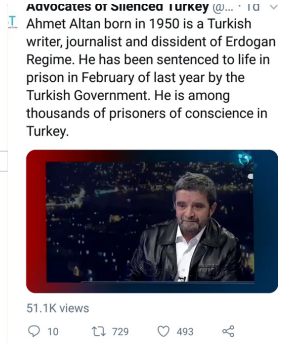 Advocates of Silenced Turkey @... · 1d
Ahmet Altan born in 1950 is a Turkish
writer, journalist and dissident of Erdogan
Regime. He has been sentenced to life in
prison in February of last year by the
Turkish Government. He is among
thousands of prisoners of conscience in
Turkey.
51.1K views
10 729 493